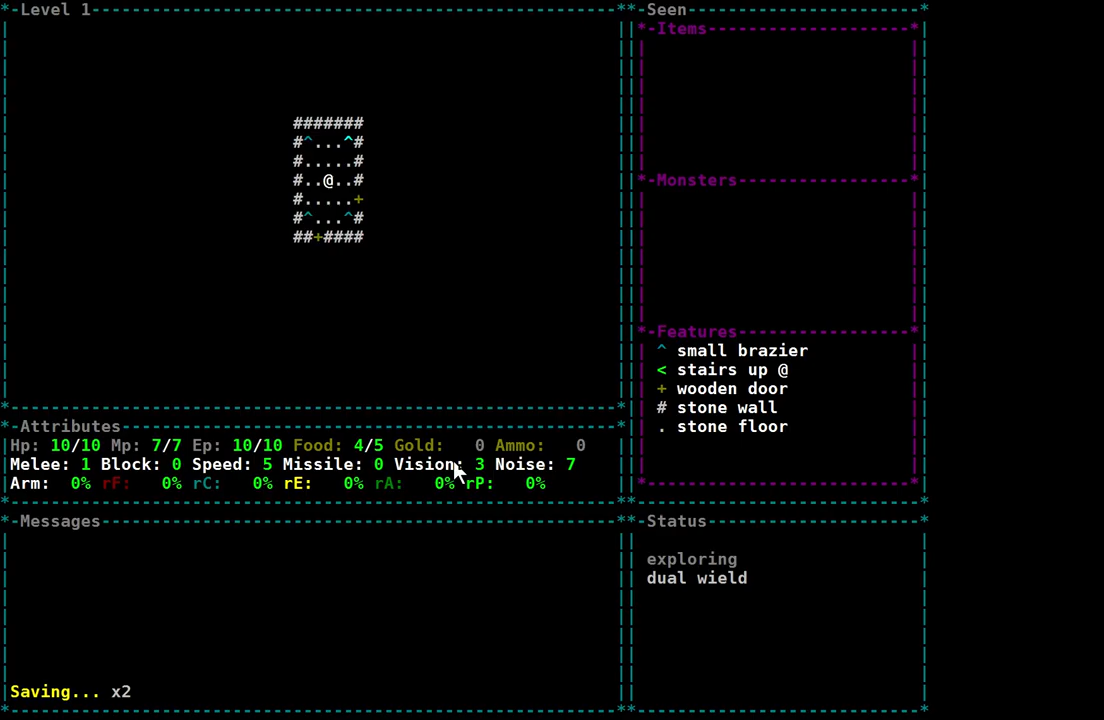 Level 1
#######
#^...^#
#.....#
#..@..#
#.....+
#^...^#
##+####
Attributes
Hp: 10/10 Mp: 7/7 Ep: 10/10 Food: 4/5 Gold: 0 Ammo: 0
Melee: 1 Block: 0 Speed: 5 Missile: 0 Vision: 3 Noise: 7
Arm: 0% rF: 0% rC: 0% rE: 0% rA: 0% rP: 0%
Messages
Saving... x2
Seen
Items
Monsters
Features
^ small brazier
< stairs up @
+ wooden door
# stone wall
. stone floor
Status
exploring
dual wield